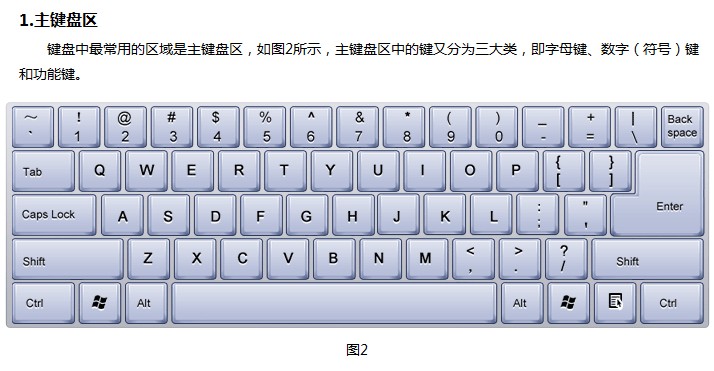 1.主键盘区
键盘中最常用的区域是主键盘区，如图2所示，主键盘区中的键又分为三大类，即字母键、数字（符号）键
和功能键。
~ ! @ # $ % ^ & * ( ) _ + | Back
` 1 2 3 4 5 6 7 8 9 0 - = \ space
Tab Q W E R T Y U I O P { }
[ ] Enter
Caps Lock A S D F G H J K L : "
; '
Shift Z X C V B N M < > ? Shift
, . /
Ctrl Alt Alt Ctrl
图2